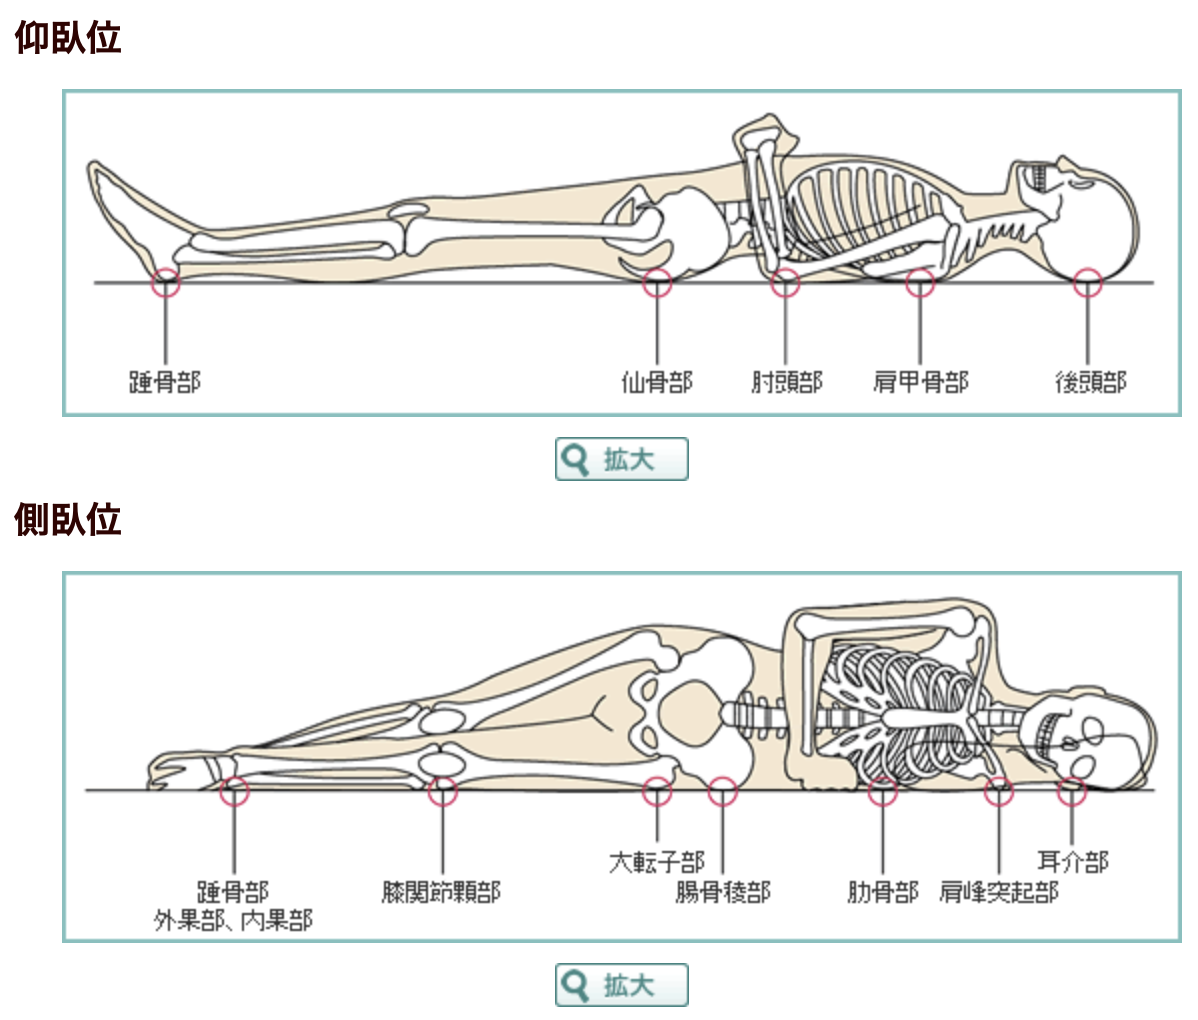 仰臥位
踵骨部
仙骨部
肘頭部
肩甲骨部
後頭部
拡大
側臥位
大転子部
耳介部
踵骨部
外果部、内果部
膝関節顆部
腸骨稜部
肋骨部
肩峰突起部
拡大